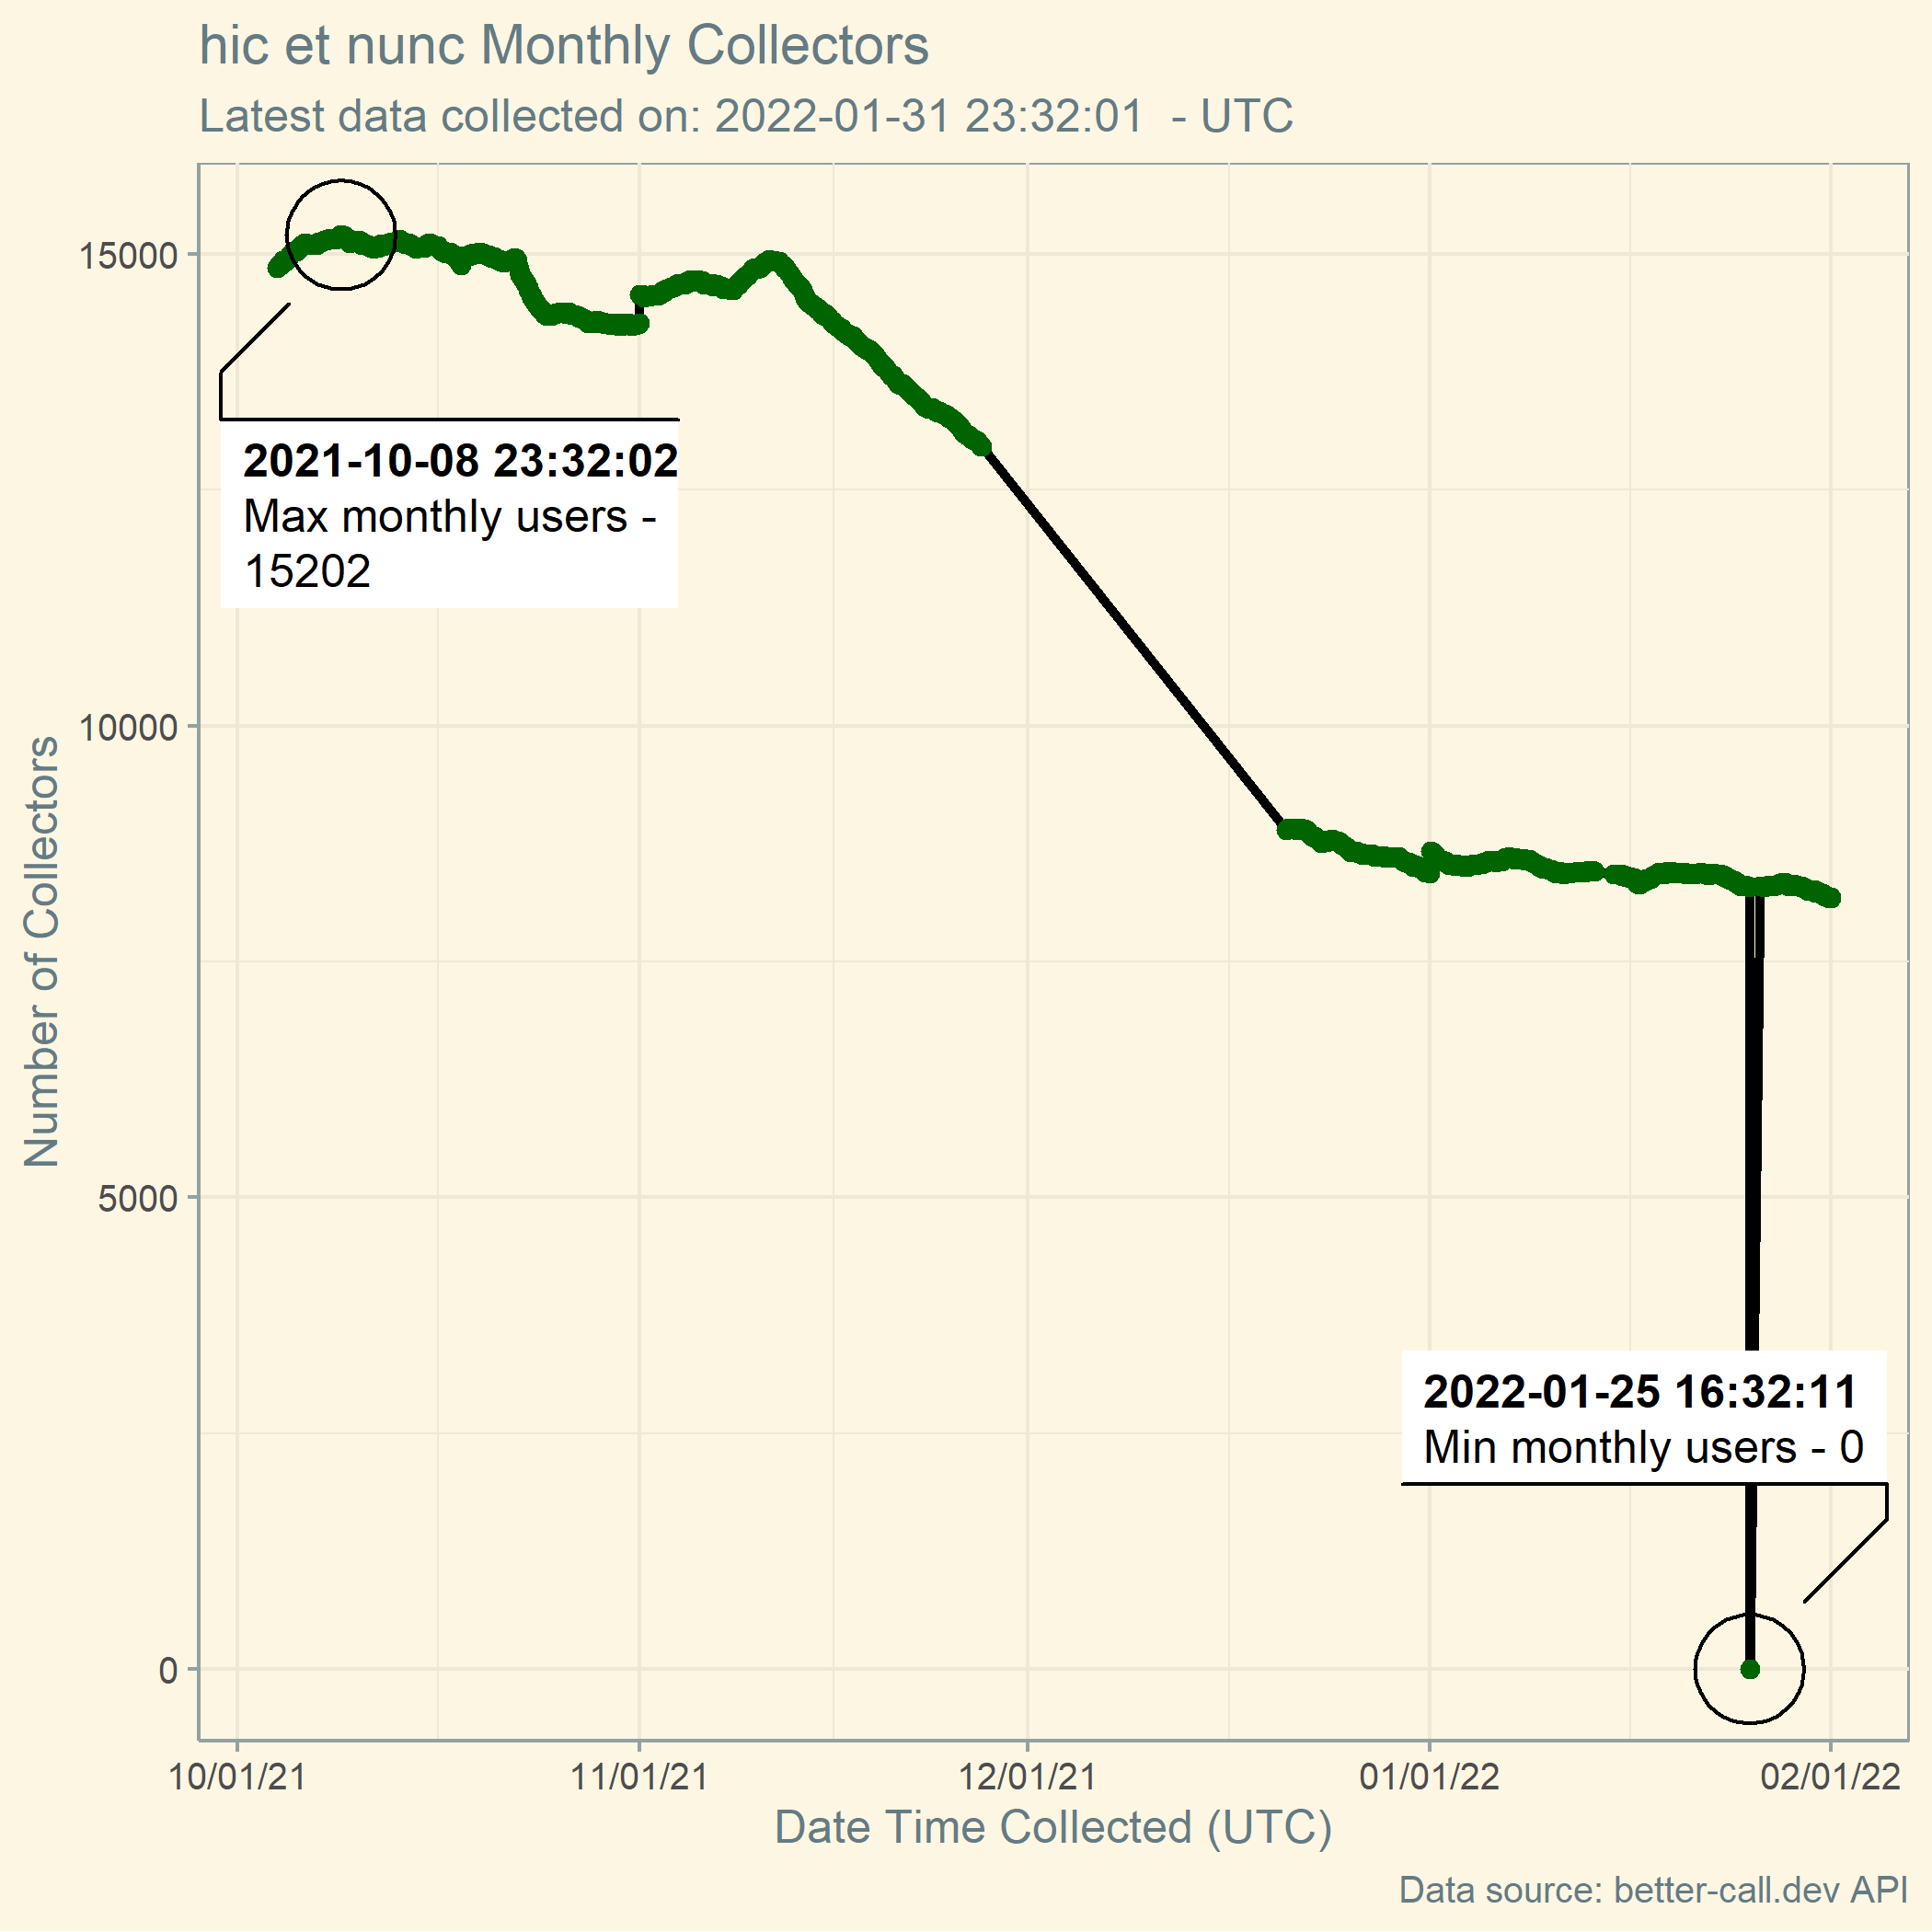 hic et nunc Monthly Collectors
Latest data collected on: 2022-01-31 23:32:01  - UTC
Number of Collectors
15000
10000
5000
0
2021-10-08 23:32:02
Max monthly users -
15202
2022-01-25 16:32:11
Min monthly users - 0
10/01/21
11/01/21
12/01/21
01/01/22
02/01/22
Date Time Collected (UTC)
Data source: better-call.dev API